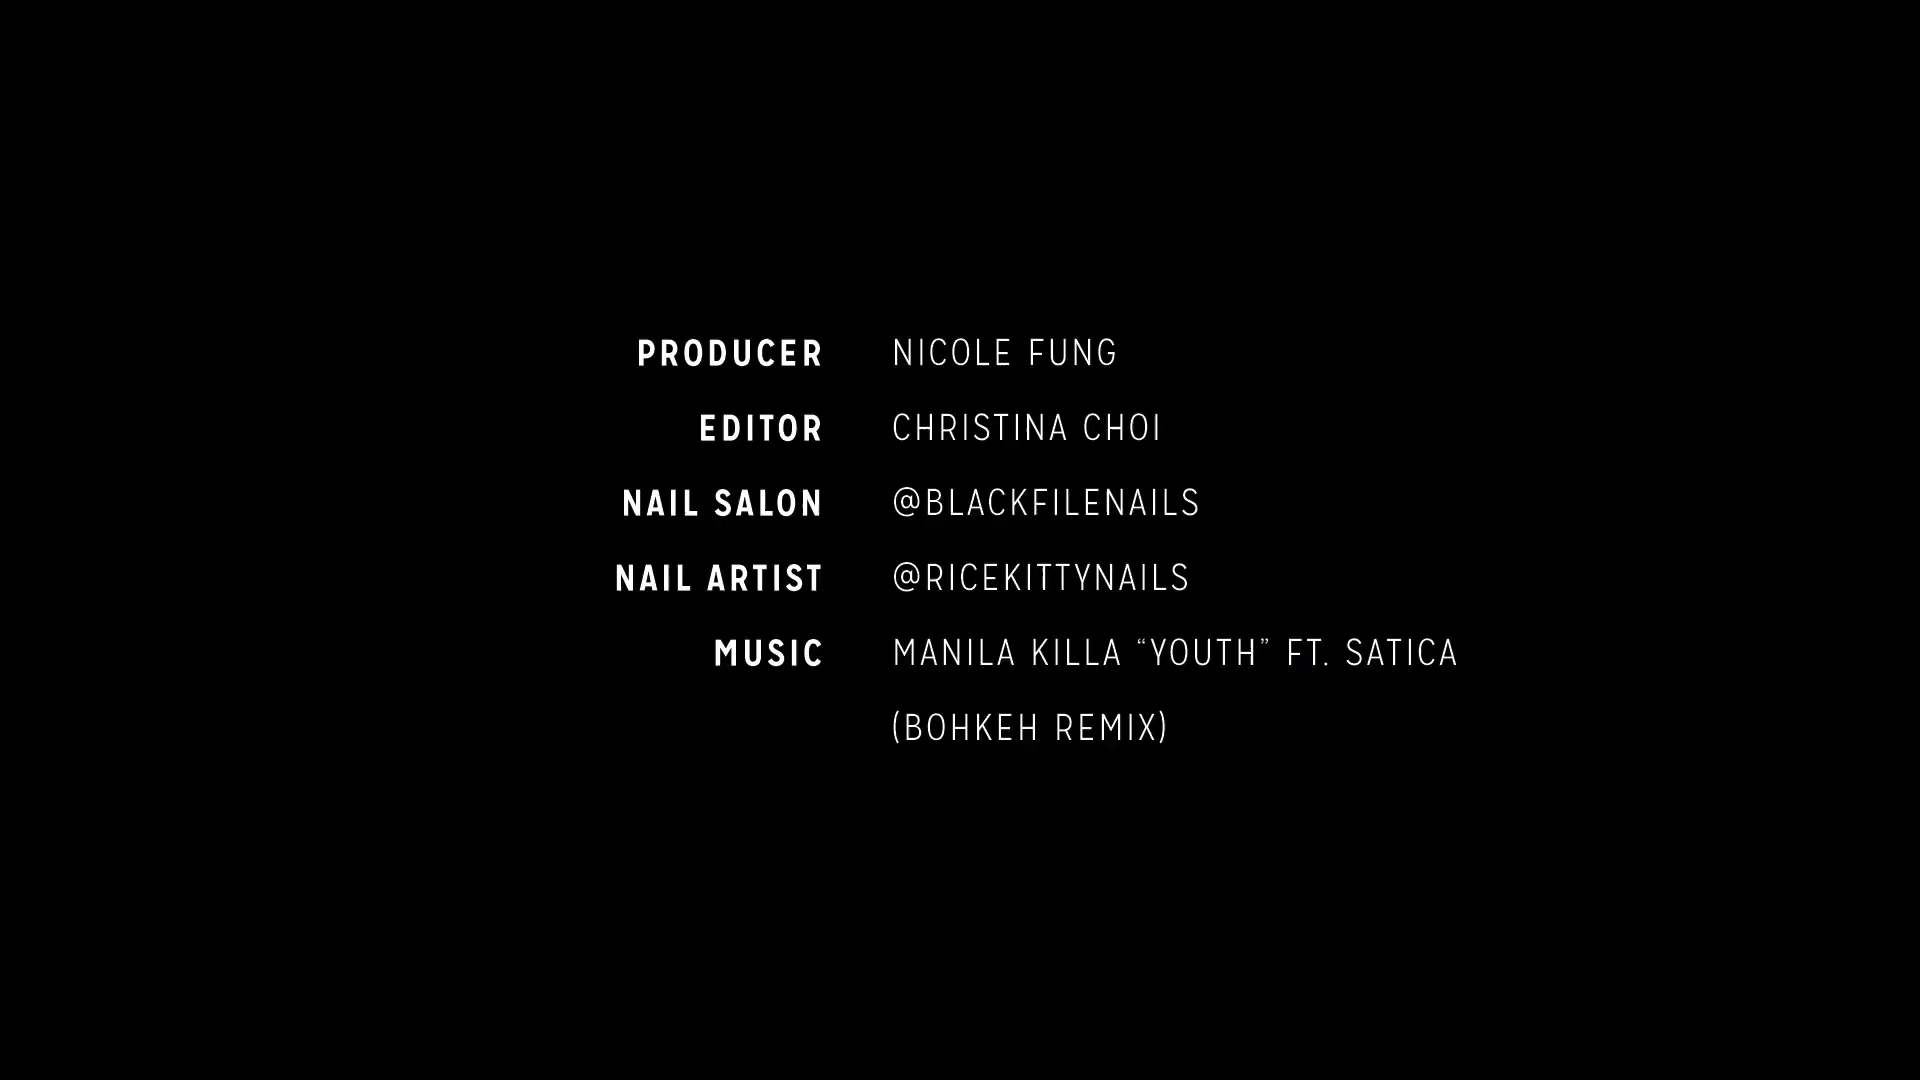 PRODUCER NICOLE FUNG
EDITOR CHRISTINA CHOI
NAIL SALON @BLACKFILENAILS
NAIL ARTIST @RICEKITTYNAILS
MUSIC MANILA KILLA “YOUTH” FT. SATICA
(BOHKEH REMIX)